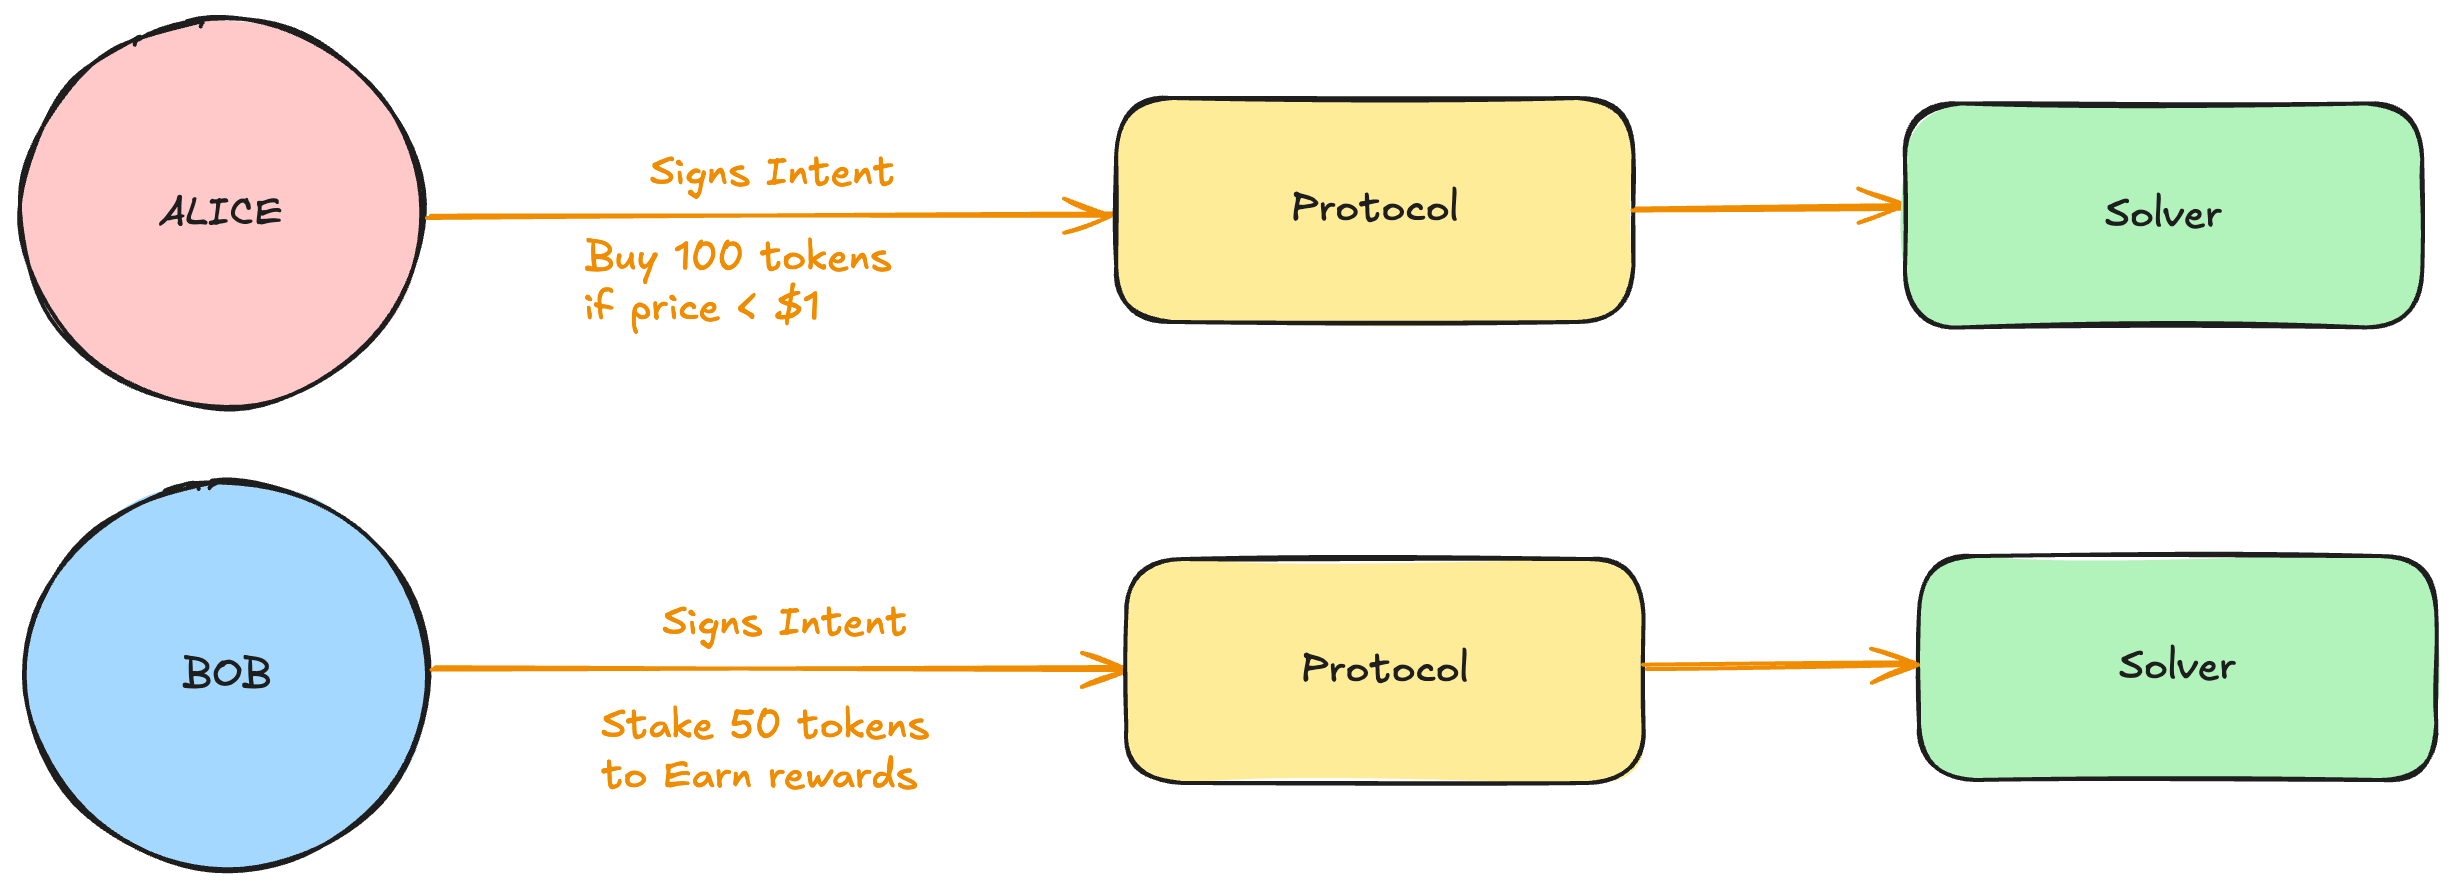 ALICE
Signs Intent
Buy 100 tokens
if price < $1
Protocol
Solver
BOB
Signs Intent
Stake 50 tokens
to Earn rewards
Protocol
Solver